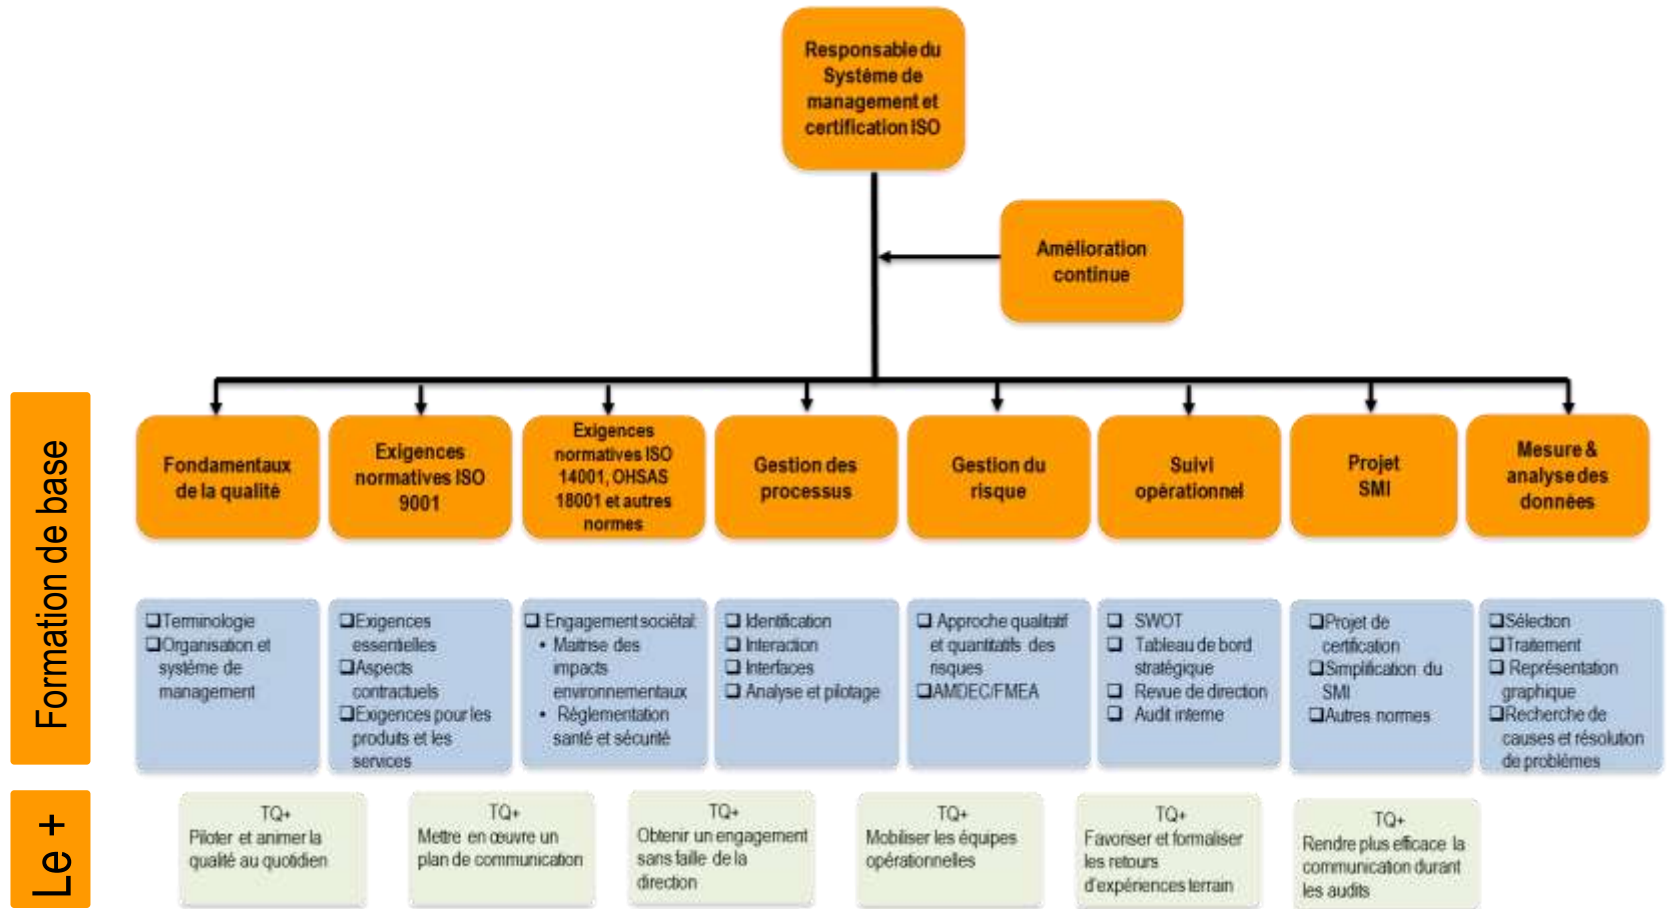 Responsable du
Système de
management et
certification ISO
Amélioration
continue
Formation de base
Fondamentaux
de la qualité
Exigences
normatives ISO
9001
Exigences
normatives ISO
14001, OHSAS
18001 et autres
normes
Gestion des
processus
Gestion du
risque
Suivi
opérationnel
Projet
SMI
Mesure &
analyse des
données
❑Terminologie
❑Organisation et
système de
management
❑Exigences
essentielles
❑Aspects
contractuels
❑Exigences pour les
produits et les
services
❑ Engagement sociétal:
• Maitrise des
impacts
environnementaux
• Réglementation
santé et sécurité
❑ Identification
❑ Interaction
❑ Interfaces
❑ Analyse et pilotage
❑ Approche qualitatif
et quantitatifs des
risques
❑AMDEC/FMEA
❑ SWOT
❑ Tableau de bord
stratégique
❑ Revue de direction
❑ Audit interne
❑Projet de
certification
❑Simplification du
SMI
❑Autres normes
❑Sélection
❑Traitement
❑ Représentation
graphique
❑Recherche de
causes et résolution
de problèmes
Le +
TQ+
Piloter et animer la
qualité au quotidien
TQ+
Mettre en œuvre un
plan de communication
TQ+
Obtenir un engagement
sans faille de la
direction
TQ+
Mobiliser les équipes
opérationnelles
TQ+
Favoriser et formaliser
les retours
d'expériences terrain
TQ+
Rendre plus efficace la
communication durant
les audits